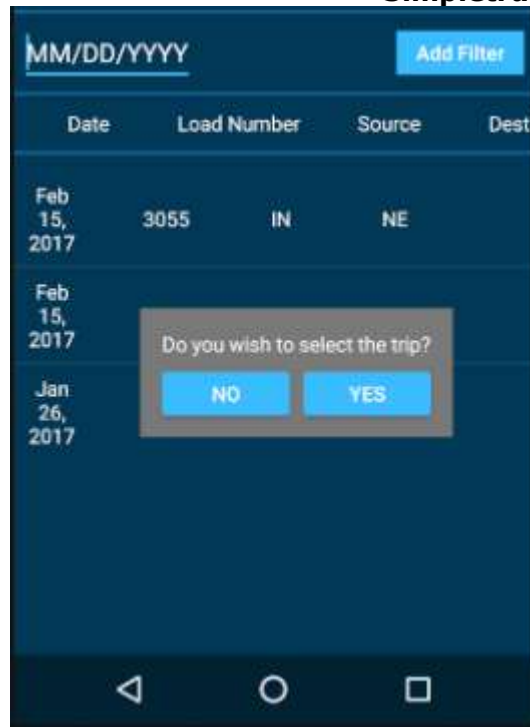 MM/DD/YYYY Add Filter
Date Load Number Source Dest
Feb
15,
2017
3055 IN NE
Feb
15,
2017
Do you wish to select the trip?
NO YES
Jan
26,
2017